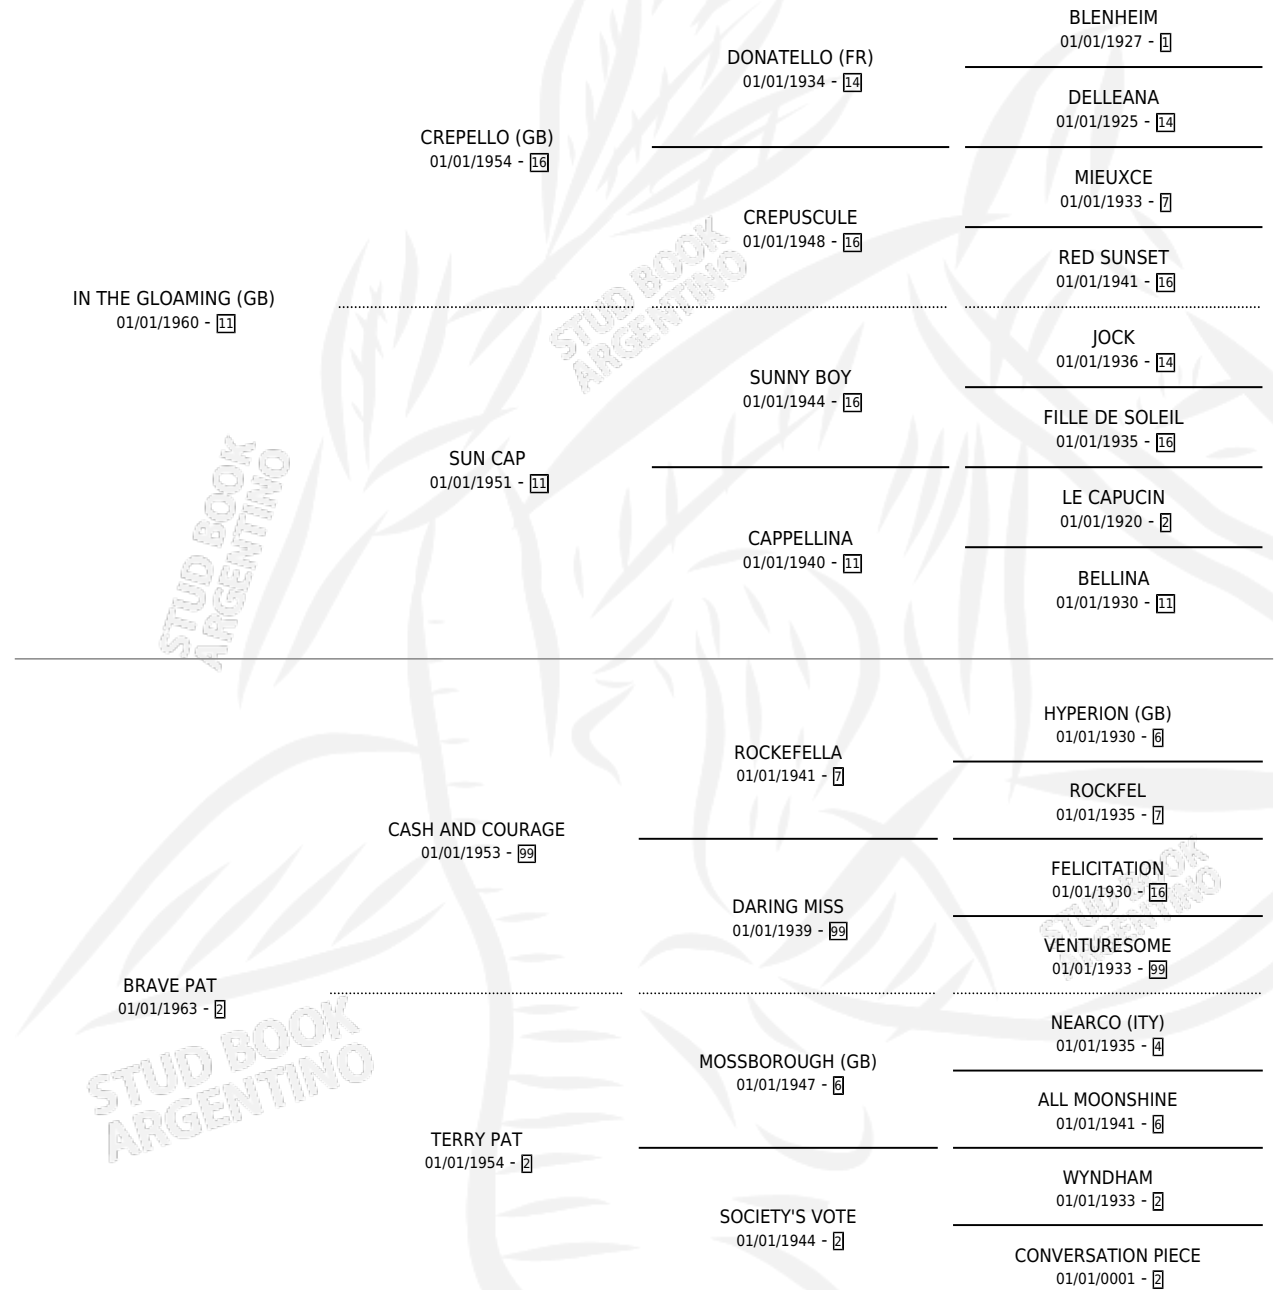 BLENHEIM
01/01/1927 - 1
DONATELLO (FR)
01/01/1934 - 14
DELLEANA
01/01/1925 - 14
CREPELLO (GB)
01/01/1954 - 16
MIEUXCE
01/01/1933 - 7
CREPUSCULE
01/01/1948 - 16
RED SUNSET
01/01/1941 - 16
IN THE GLOAMING (GB)
01/01/1960 - 11
STUD BOOK
ARGENTINO
JOCK
01/01/1936 - 14
SUNNY BOY
01/01/1944 - 16
FILLE DE SOLEIL
01/01/1935 - 16
SUN CAP
01/01/1951 - 11
LE CAPUCIN
01/01/1920 - 2
CAPPELLINA
01/01/1940 - 11
BELLINA
01/01/1930 - 11
STUD BOOK
ARGENTINO
HYPERION (GB)
01/01/1930 - 6
ROCKEFELLA
01/01/1941 - 7
ROCKFEL
01/01/1935 - 7
CASH AND COURAGE
01/01/1953 - 99
FELICITATION
01/01/1930 - 16
STUD BOOK
ARGENTINO
DARING MISS
01/01/1939 - 99
VENTURESOME
01/01/1933 - 99
BRAVE PAT
01/01/1963 - 2
STUD BOOK
ARGENTINO
NEARCO (ITY)
01/01/1935 - 4
MOSSBOROUGH (GB)
01/01/1947 - 6
ALL MOONSHINE
01/01/1941 - 6
TERRY PAT
01/01/1954 - 2
WYNDHAM
01/01/1933 - 2
SOCIETY'S VOTE
01/01/1944 - 2
CONVERSATION PIECE
01/01/0001 - 2